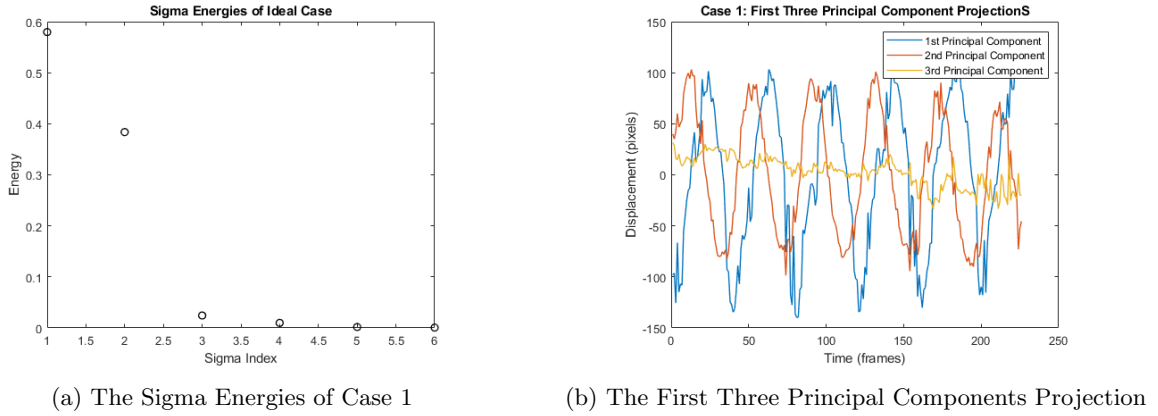 Sigma Energies of Ideal Case
0.6
0.5
0.4
0.3
0.2
0.1
0
Energy
1
1.5
2
2.5
3
3.5
4
4.5
5
5.5
6
Sigma Index
(a) The Sigma Energies of Case 1
Case 1: First Three Principal Component ProjectionS
1st Principal Component
2nd Principal Component
3rd Principal Component
150
100
50
0
-50
-100
-150
Displacement (pixels)
0
50
100
150
200
250
Time (frames)
(b) The First Three Principal Components Projection